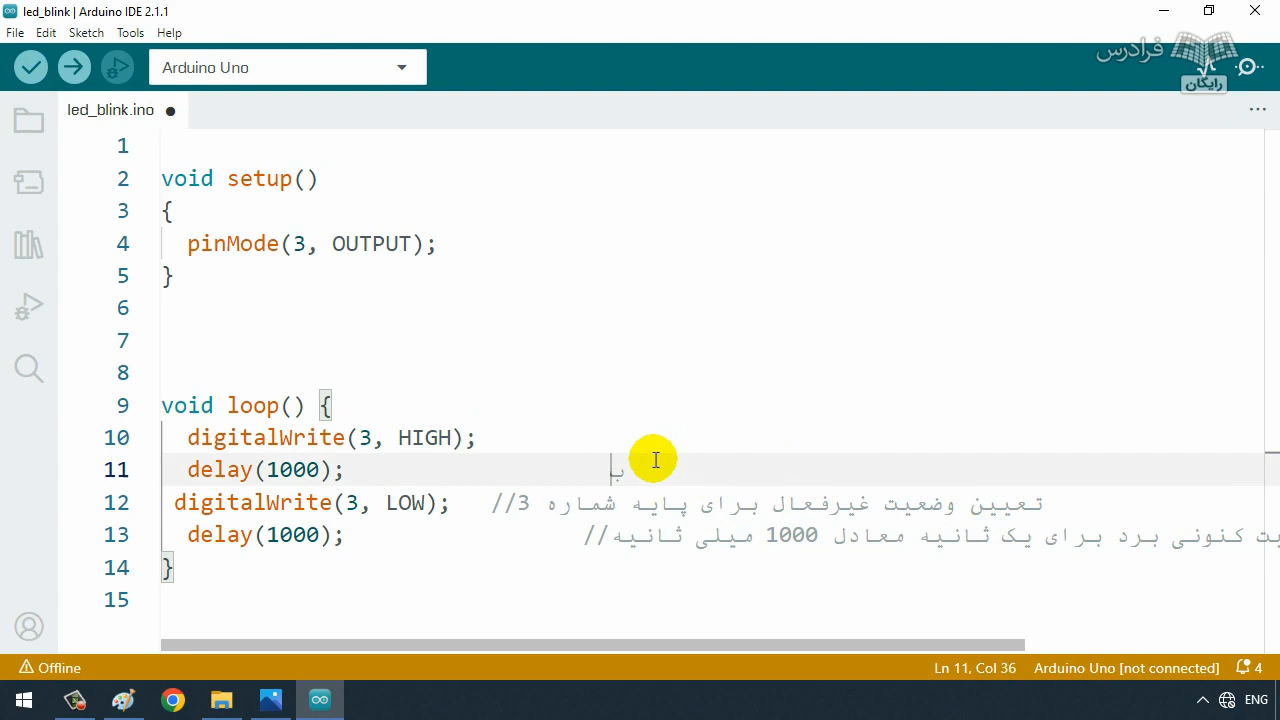 led_blink | Arduino IDE 2.1.1
File Edit Sketch Tools Help
Arduino Uno
فرادرس
رایگان
led_blink.ino
1
2 void setup()
3 {
4 pinMode(3, OUTPUT);
5 }
6
7
8
9 void loop() {
10 digitalWrite(3, HIGH);
11 delay(1000); ب
12 digitalWrite(3, LOW); //تعیین وضعیت غیرفعال برای پایه شماره 3
13 delay(1000); //یت کنونی برد برای یک ثانیه معادل 1000 میلی ثانیه
14 }
15
Offline
Ln 11, Col 36 Arduino Uno [not connected] 4
ENG